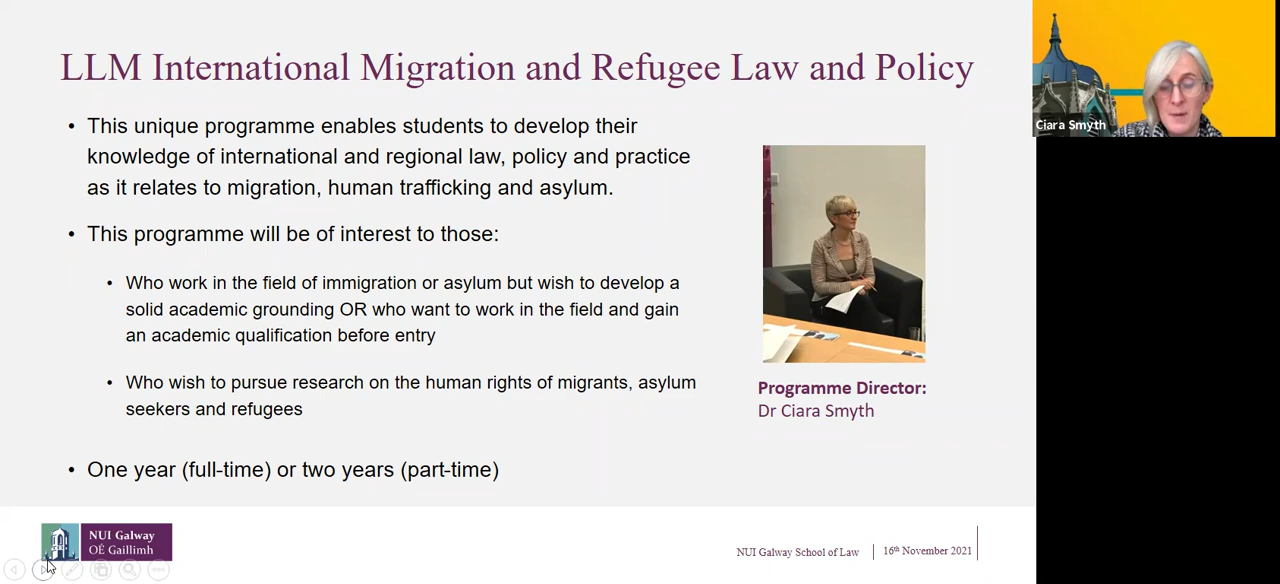 LLM International Migration and Refugee Law and Policy
• This unique programme enables students to develop their
knowledge of international and regional law, policy and practice
as it relates to migration, human trafficking and asylum.
• This programme will be of interest to those:
• Who work in the field of immigration or asylum but wish to develop a
solid academic grounding OR who want to work in the field and gain
an academic qualification before entry
• Who wish to pursue research on the human rights of migrants, asylum
seekers and refugees
• One year (full-time) or two years (part-time)
Programme Director:
Dr Ciara Smyth
Ciara Smyth
NUI Galway
OÉ Gaillimh
NUI Galway School of Law
16th November 2021